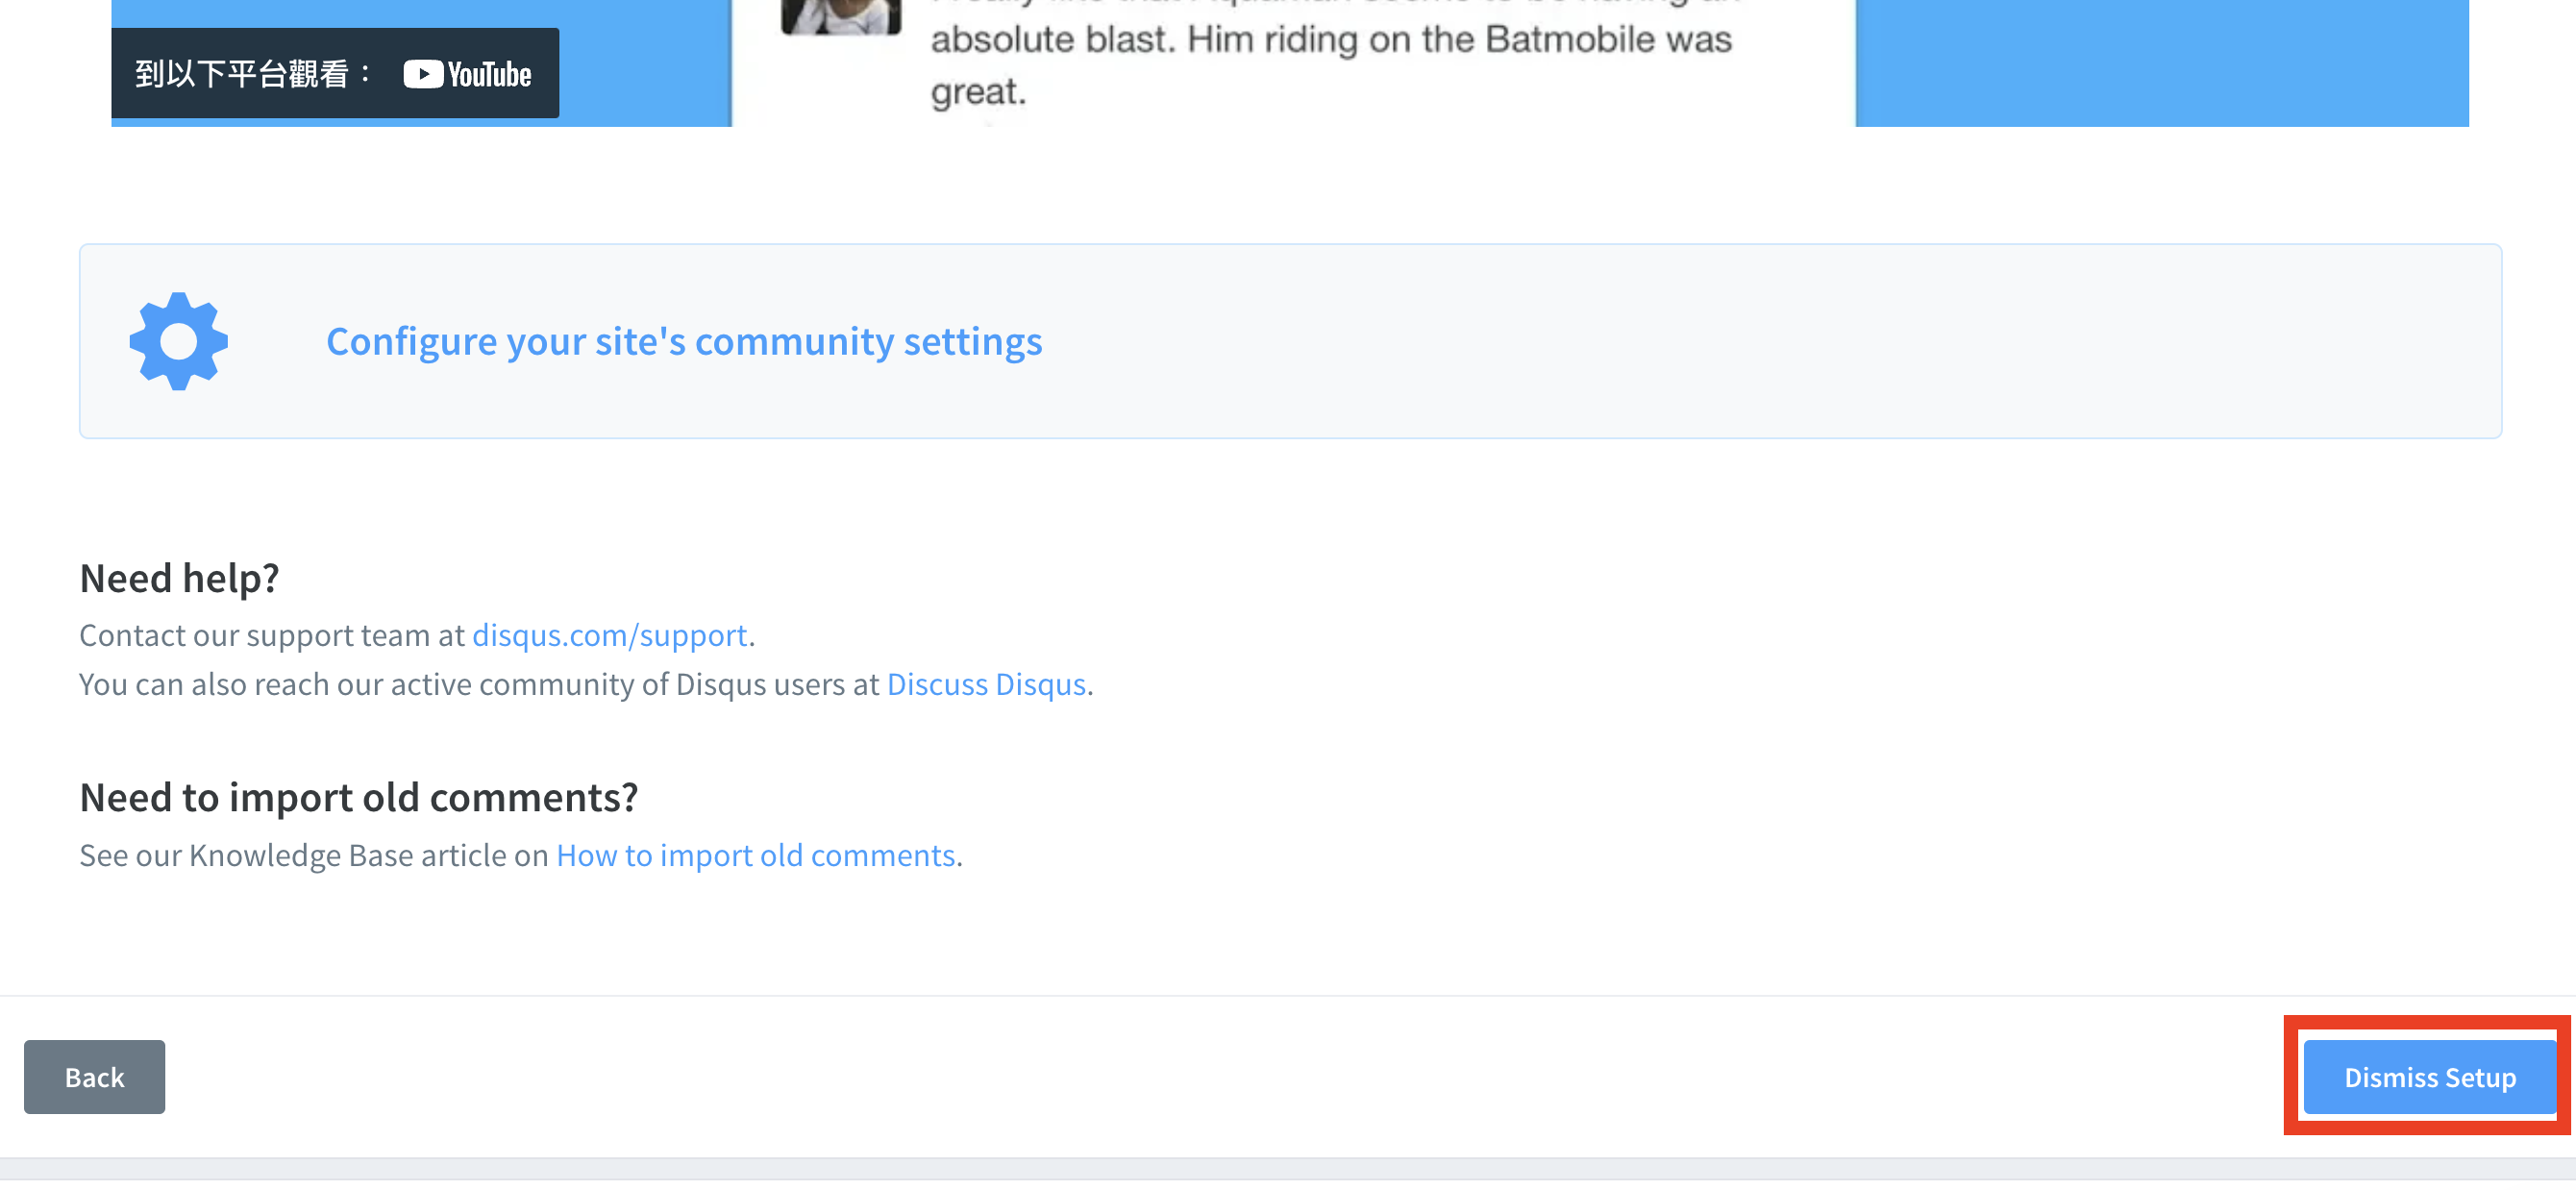 到以下平台觀看： YouTube
absolute blast. Him riding on the Batmobile was
great.
Configure your site's community settings
Need help?
Contact our support team at disqus.com/support.
You can also reach our active community of Disqus users at Discuss Disqus.
Need to import old comments?
See our Knowledge Base article on How to import old comments.
Back
Dismiss Setup